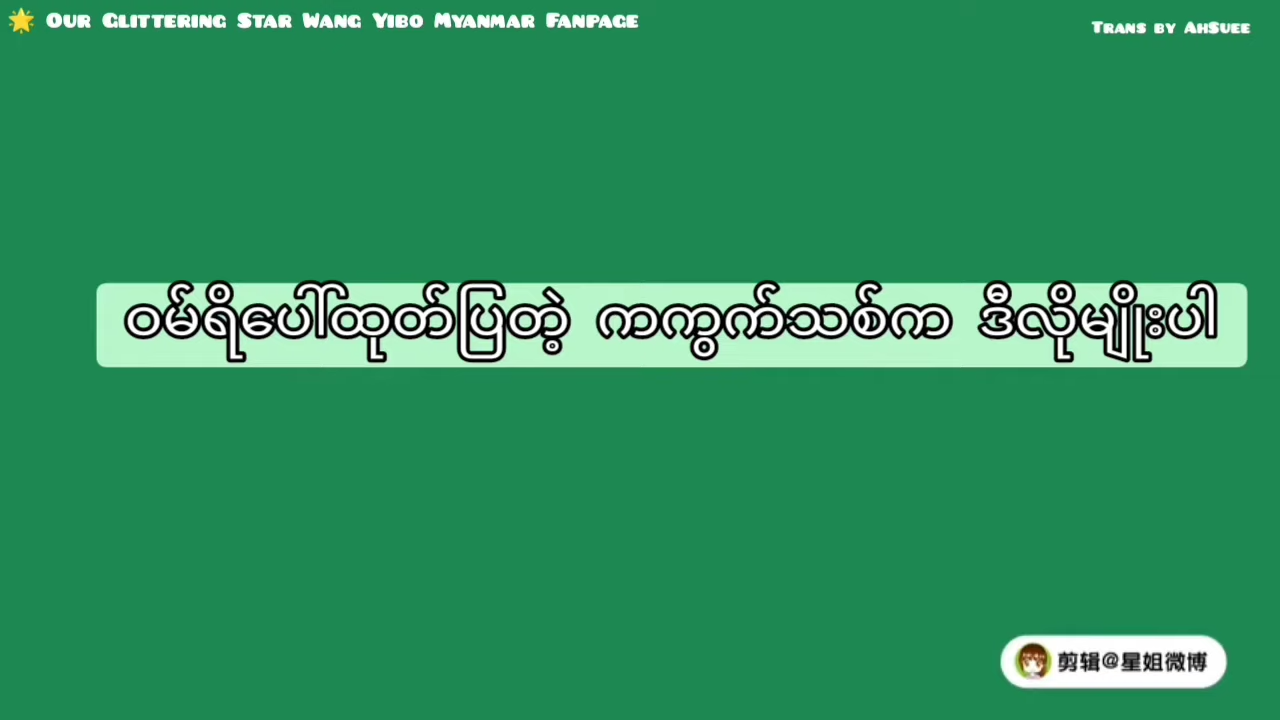 🌟 Our Glittering Star Wang Yibo Myanmar Fanpage
Trans by AhSuee
ဝမ်ရိပေါ်ထုတ်ပြတဲ့ ကကွက်သစ်က ဒီလိုမျိုးပါ
剪辑@星姐微博